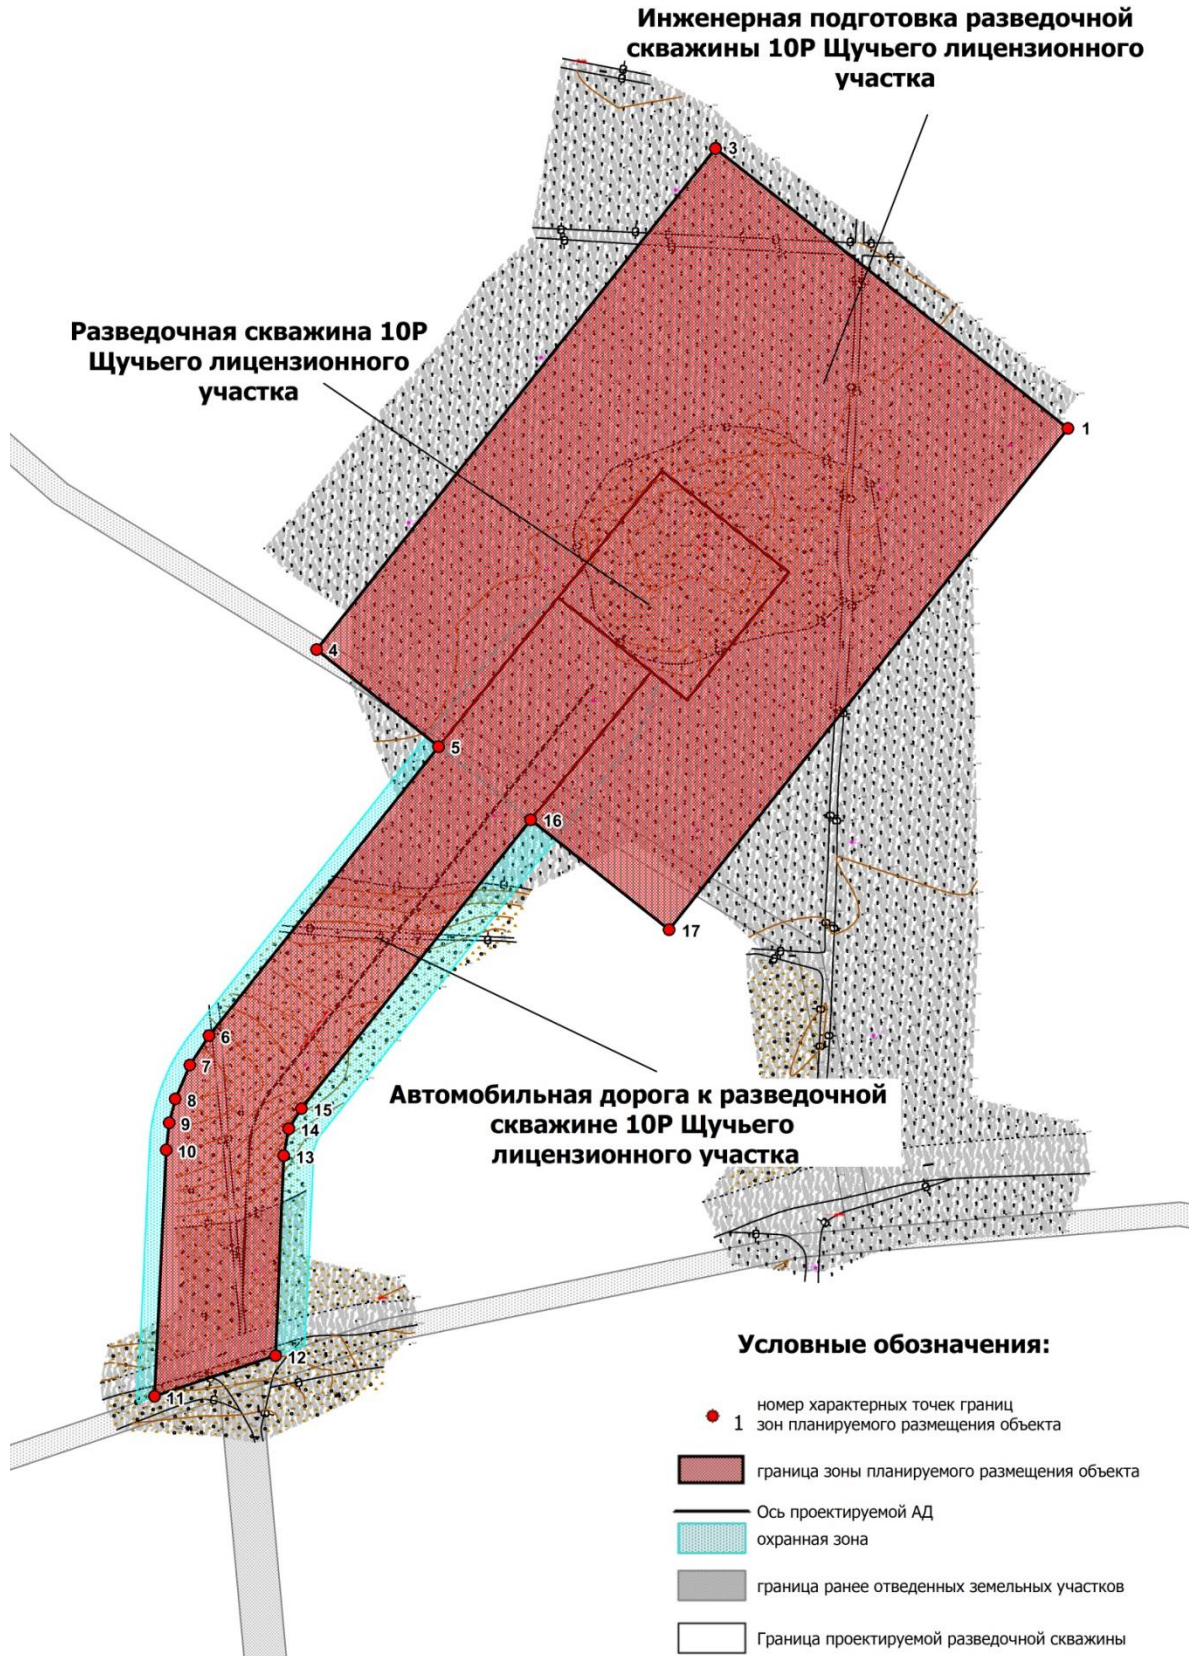 Инженерная подготовка разведочной
скважины 10Р Щучьего лицензионного
участка
3
Разведочная скважина 10Р
Щучьего лицензионного
участка
1
4
5
16
17
6
7
8
9
10
15
14
13
Автомобильная дорога к разведочной
скважине 10Р Щучьего
лицензионного участка
12
11
Условные обозначения:
1 номер характерных точек границ
зон планируемого размещения объекта
граница зоны планируемого размещения объекта
Ось проектируемой АД
охранная зона
граница ранее отведенных земельных участков
Граница проектируемой разведочной скважины